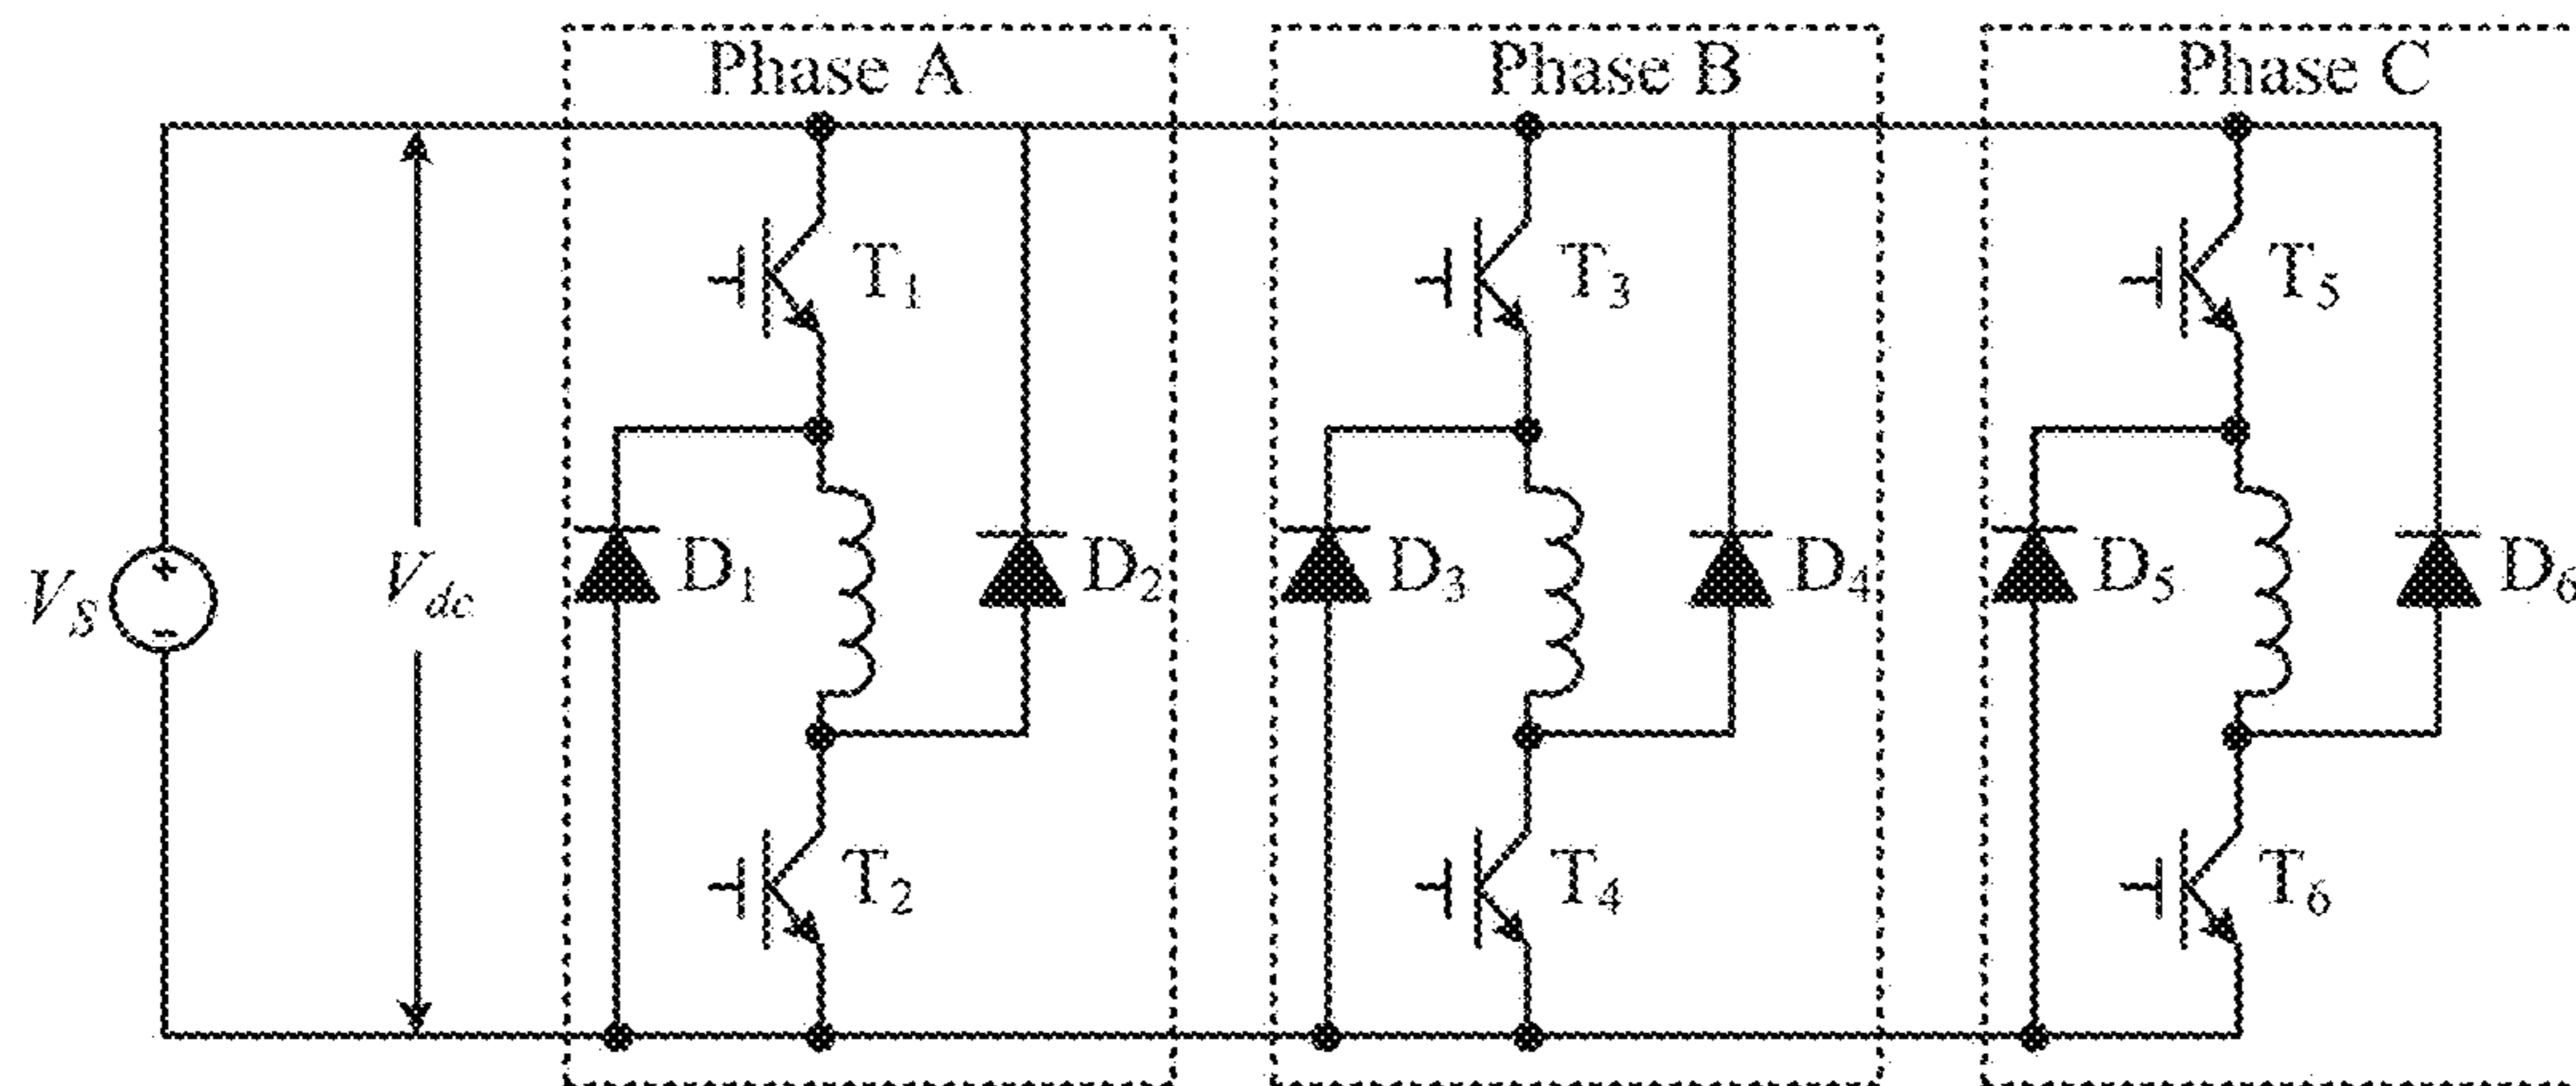 Phase A
Phase B
Phase C
T1
T3
T5
VS
+
−
Vdc
D1
D2
D3
D4
D5
D6
T2
T4
T6